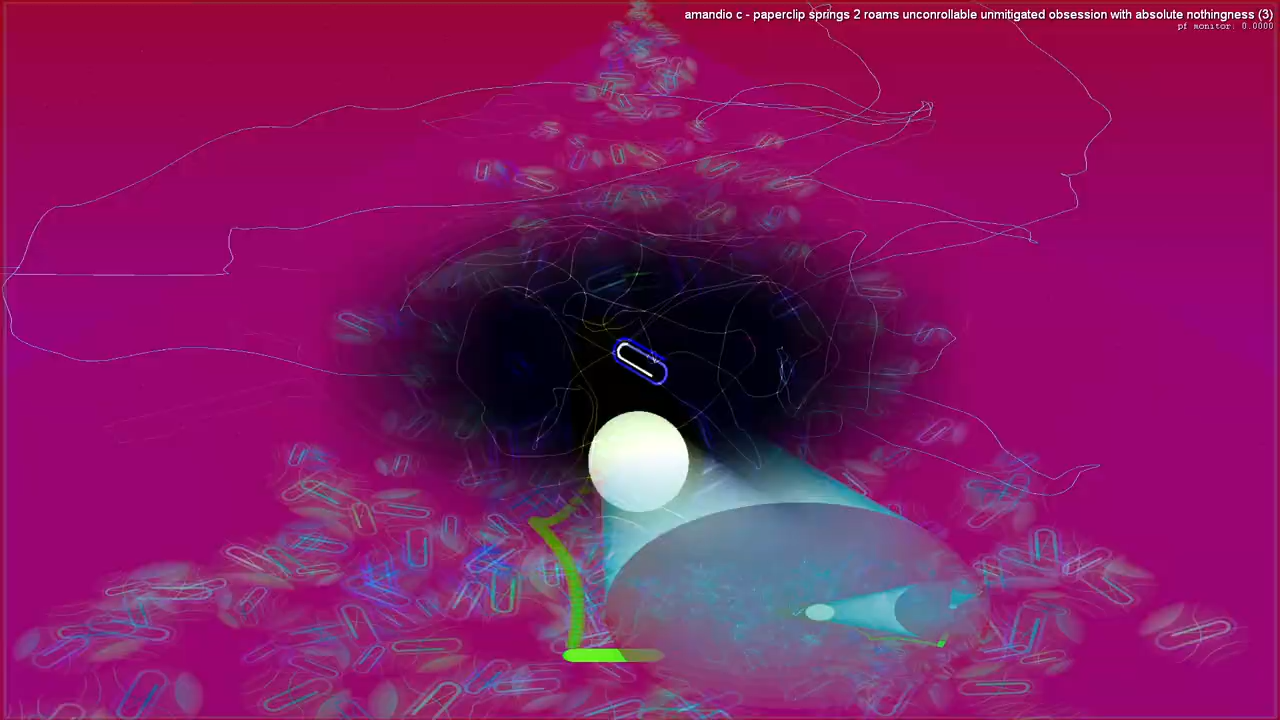 amandio c - paperclip springs 2 roams unconrollable unmitigated obsession with absolute nothingness (3)
pf monitor: 0.0000